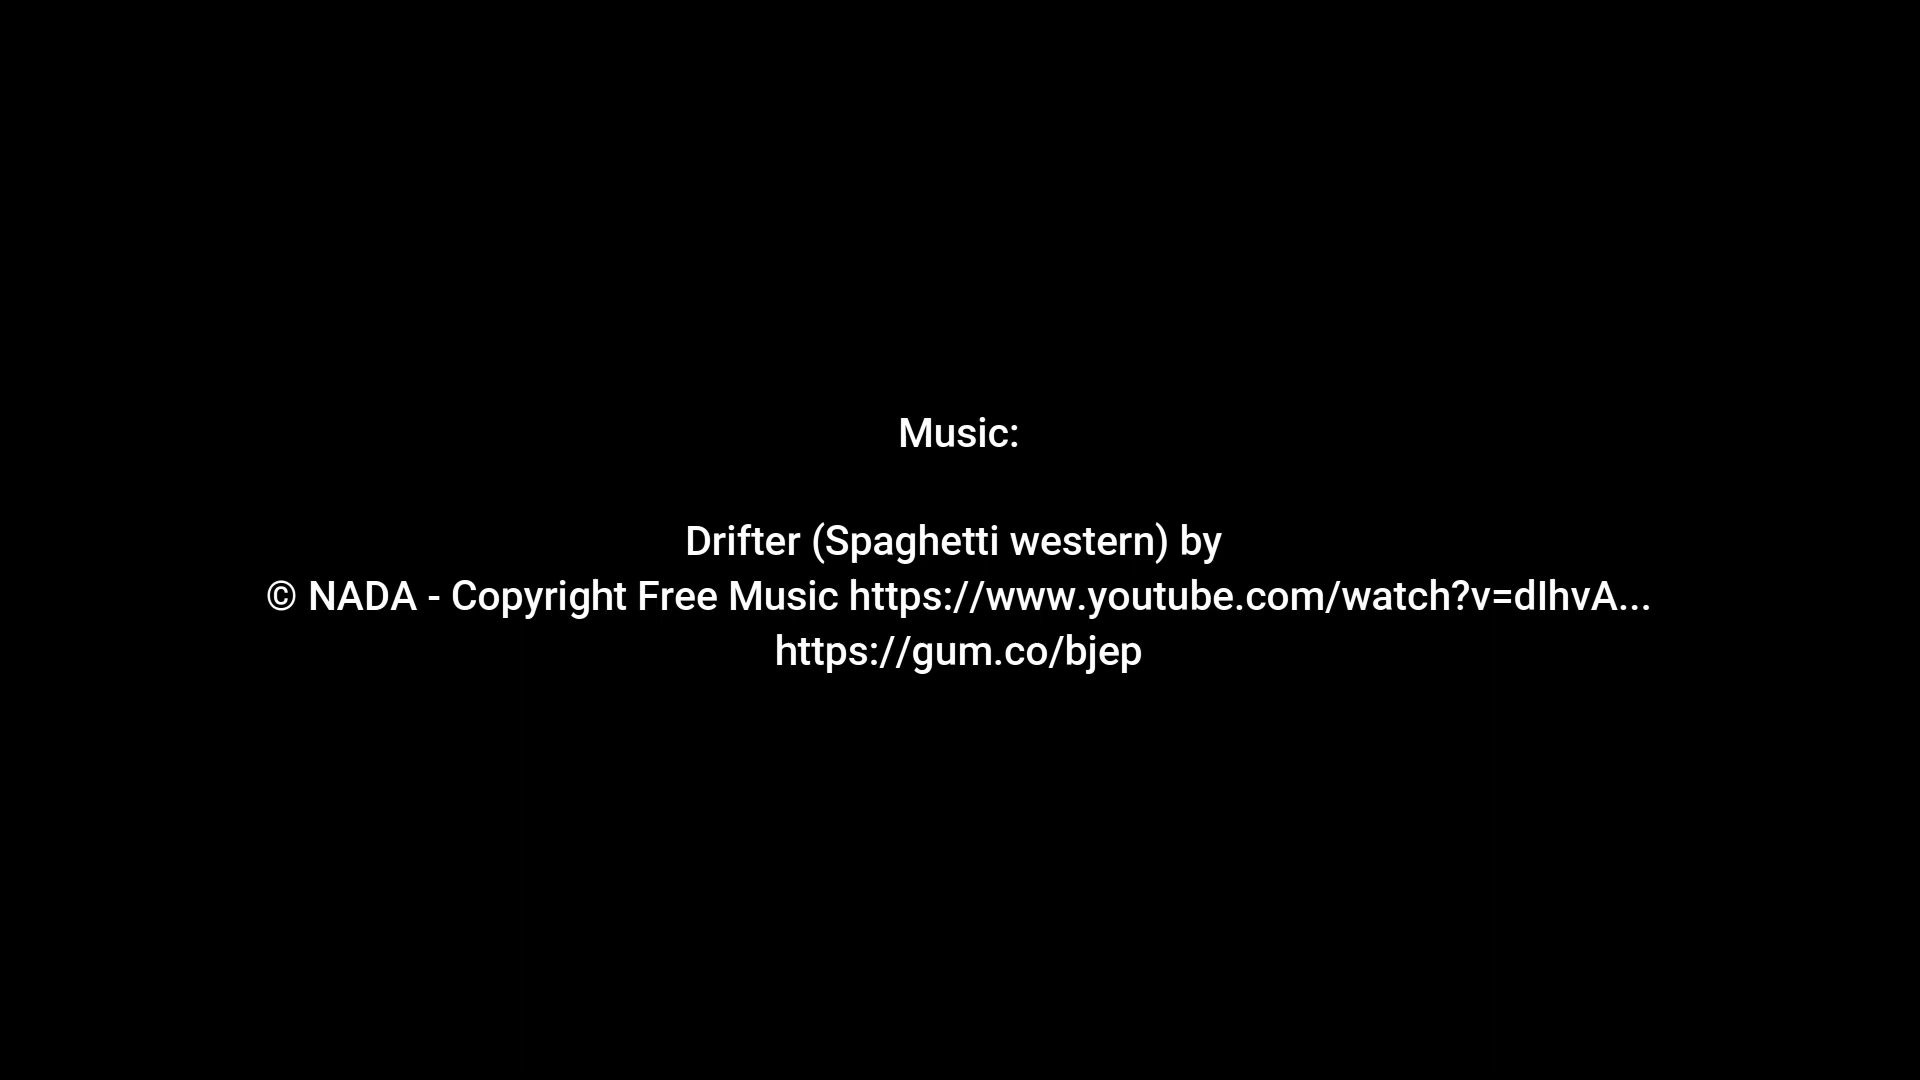 Music:
Drifter (Spaghetti western) by
© NADA - Copyright Free Music https://www.youtube.com/watch?v=dIhvA...
https://gum.co/bjep